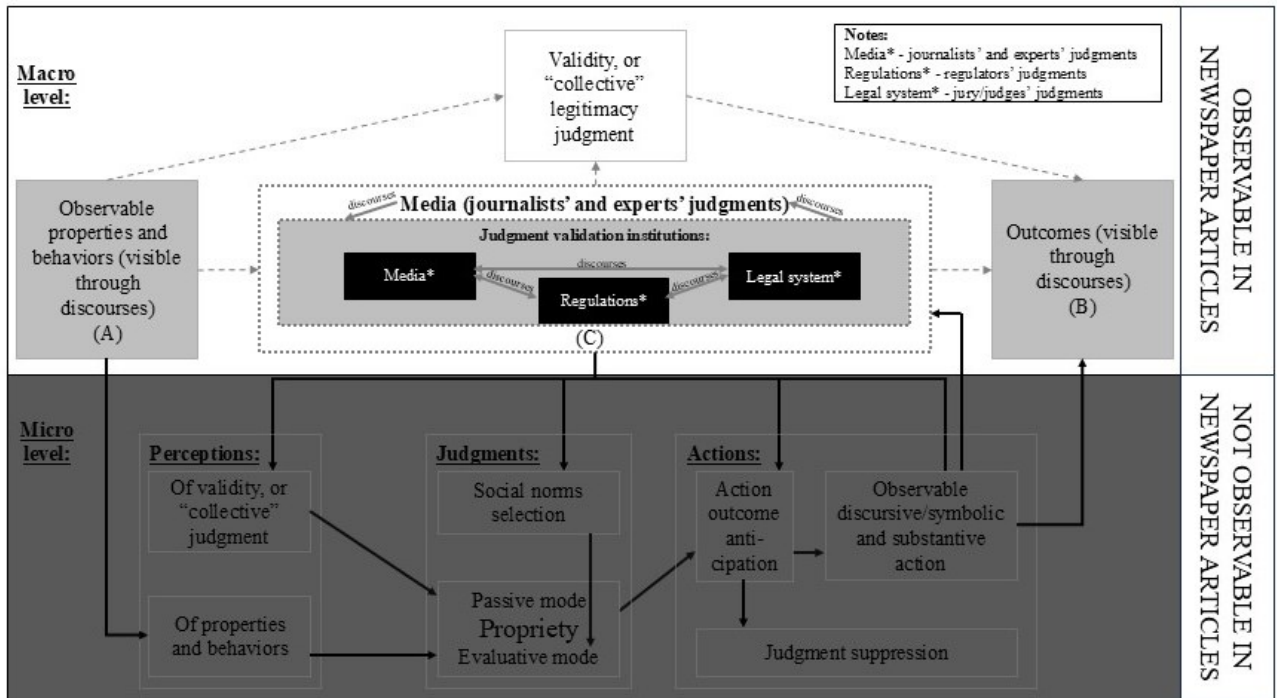 Macro
level:
Validity, or
“collective”
legitimacy
judgment
Notes:
Media* - journalists’ and experts’ judgments
Regulations* - regulators’ judgments
Legal system* - jury/judges’ judgments
OBSERVABLE IN
NEWSPAPER ARTICLES
Observable
properties and
behaviors (visible
through
discourses)
(A)
discourses
Media (journalists’ and experts’ judgments)
discourses
Judgment validation institutions:
Media*
discourses
Legal system*
discourses
discourses
Regulations*
(C)
Outcomes (visible
through
discourses)
(B)
Micro
level:
Perceptions:
Of validity, or
“collective”
judgment
Of properties
and behaviors
Judgments:
Social norms
selection
Passive mode
Propriety
Evaluative mode
Actions:
Action
outcome
anti-
cipation
Observable
discursive/symbolic
and substantive
action
Judgment suppression
NOT OBSERVABLE IN
NEWSPAPER ARTICLES